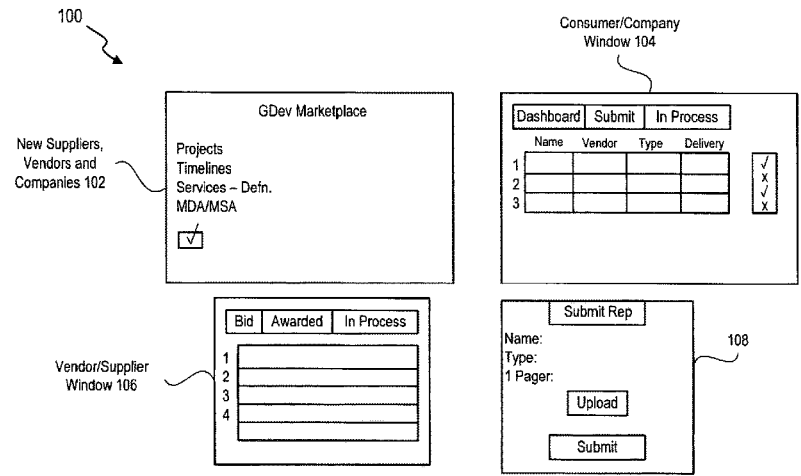 100
Consumer/Company
Window 104
GDev Marketplace
New Suppliers,
Vendors and
Companies 102
Projects
Timelines
Services – Defn.
MDA/MSA
√
Dashboard Submit In Process
Name Vendor Type Delivery
1 √
2 X
3 √
X
Vendor/Supplier
Window 106
Bid Awarded In Process
1
2
3
4
Submit Rep
Name:
Type:
1 Pager:
Upload
Submit
108